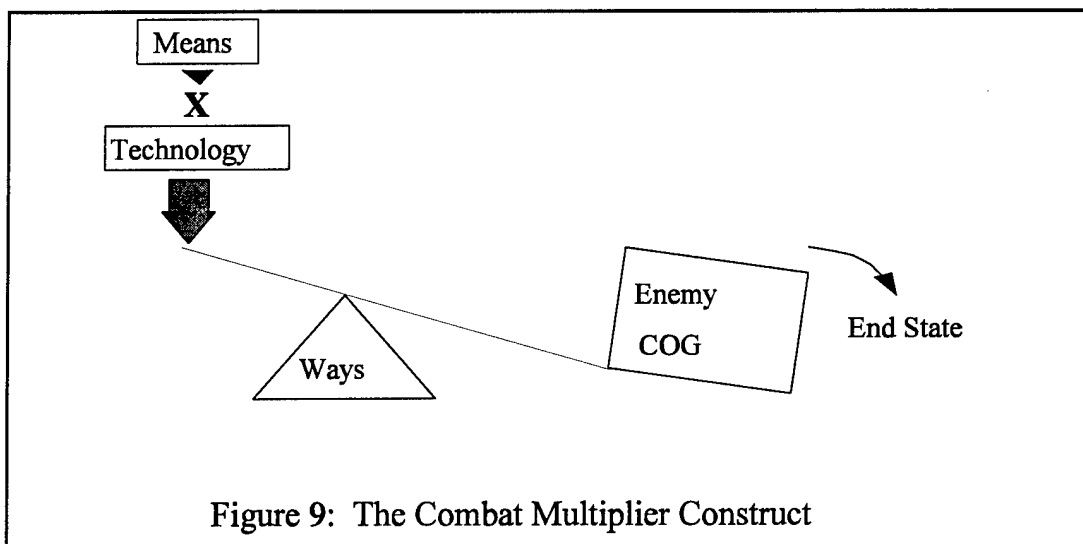 Means
X
Technology
Enemy
COG
End State
Ways
Figure 9: The Combat Multiplier Construct